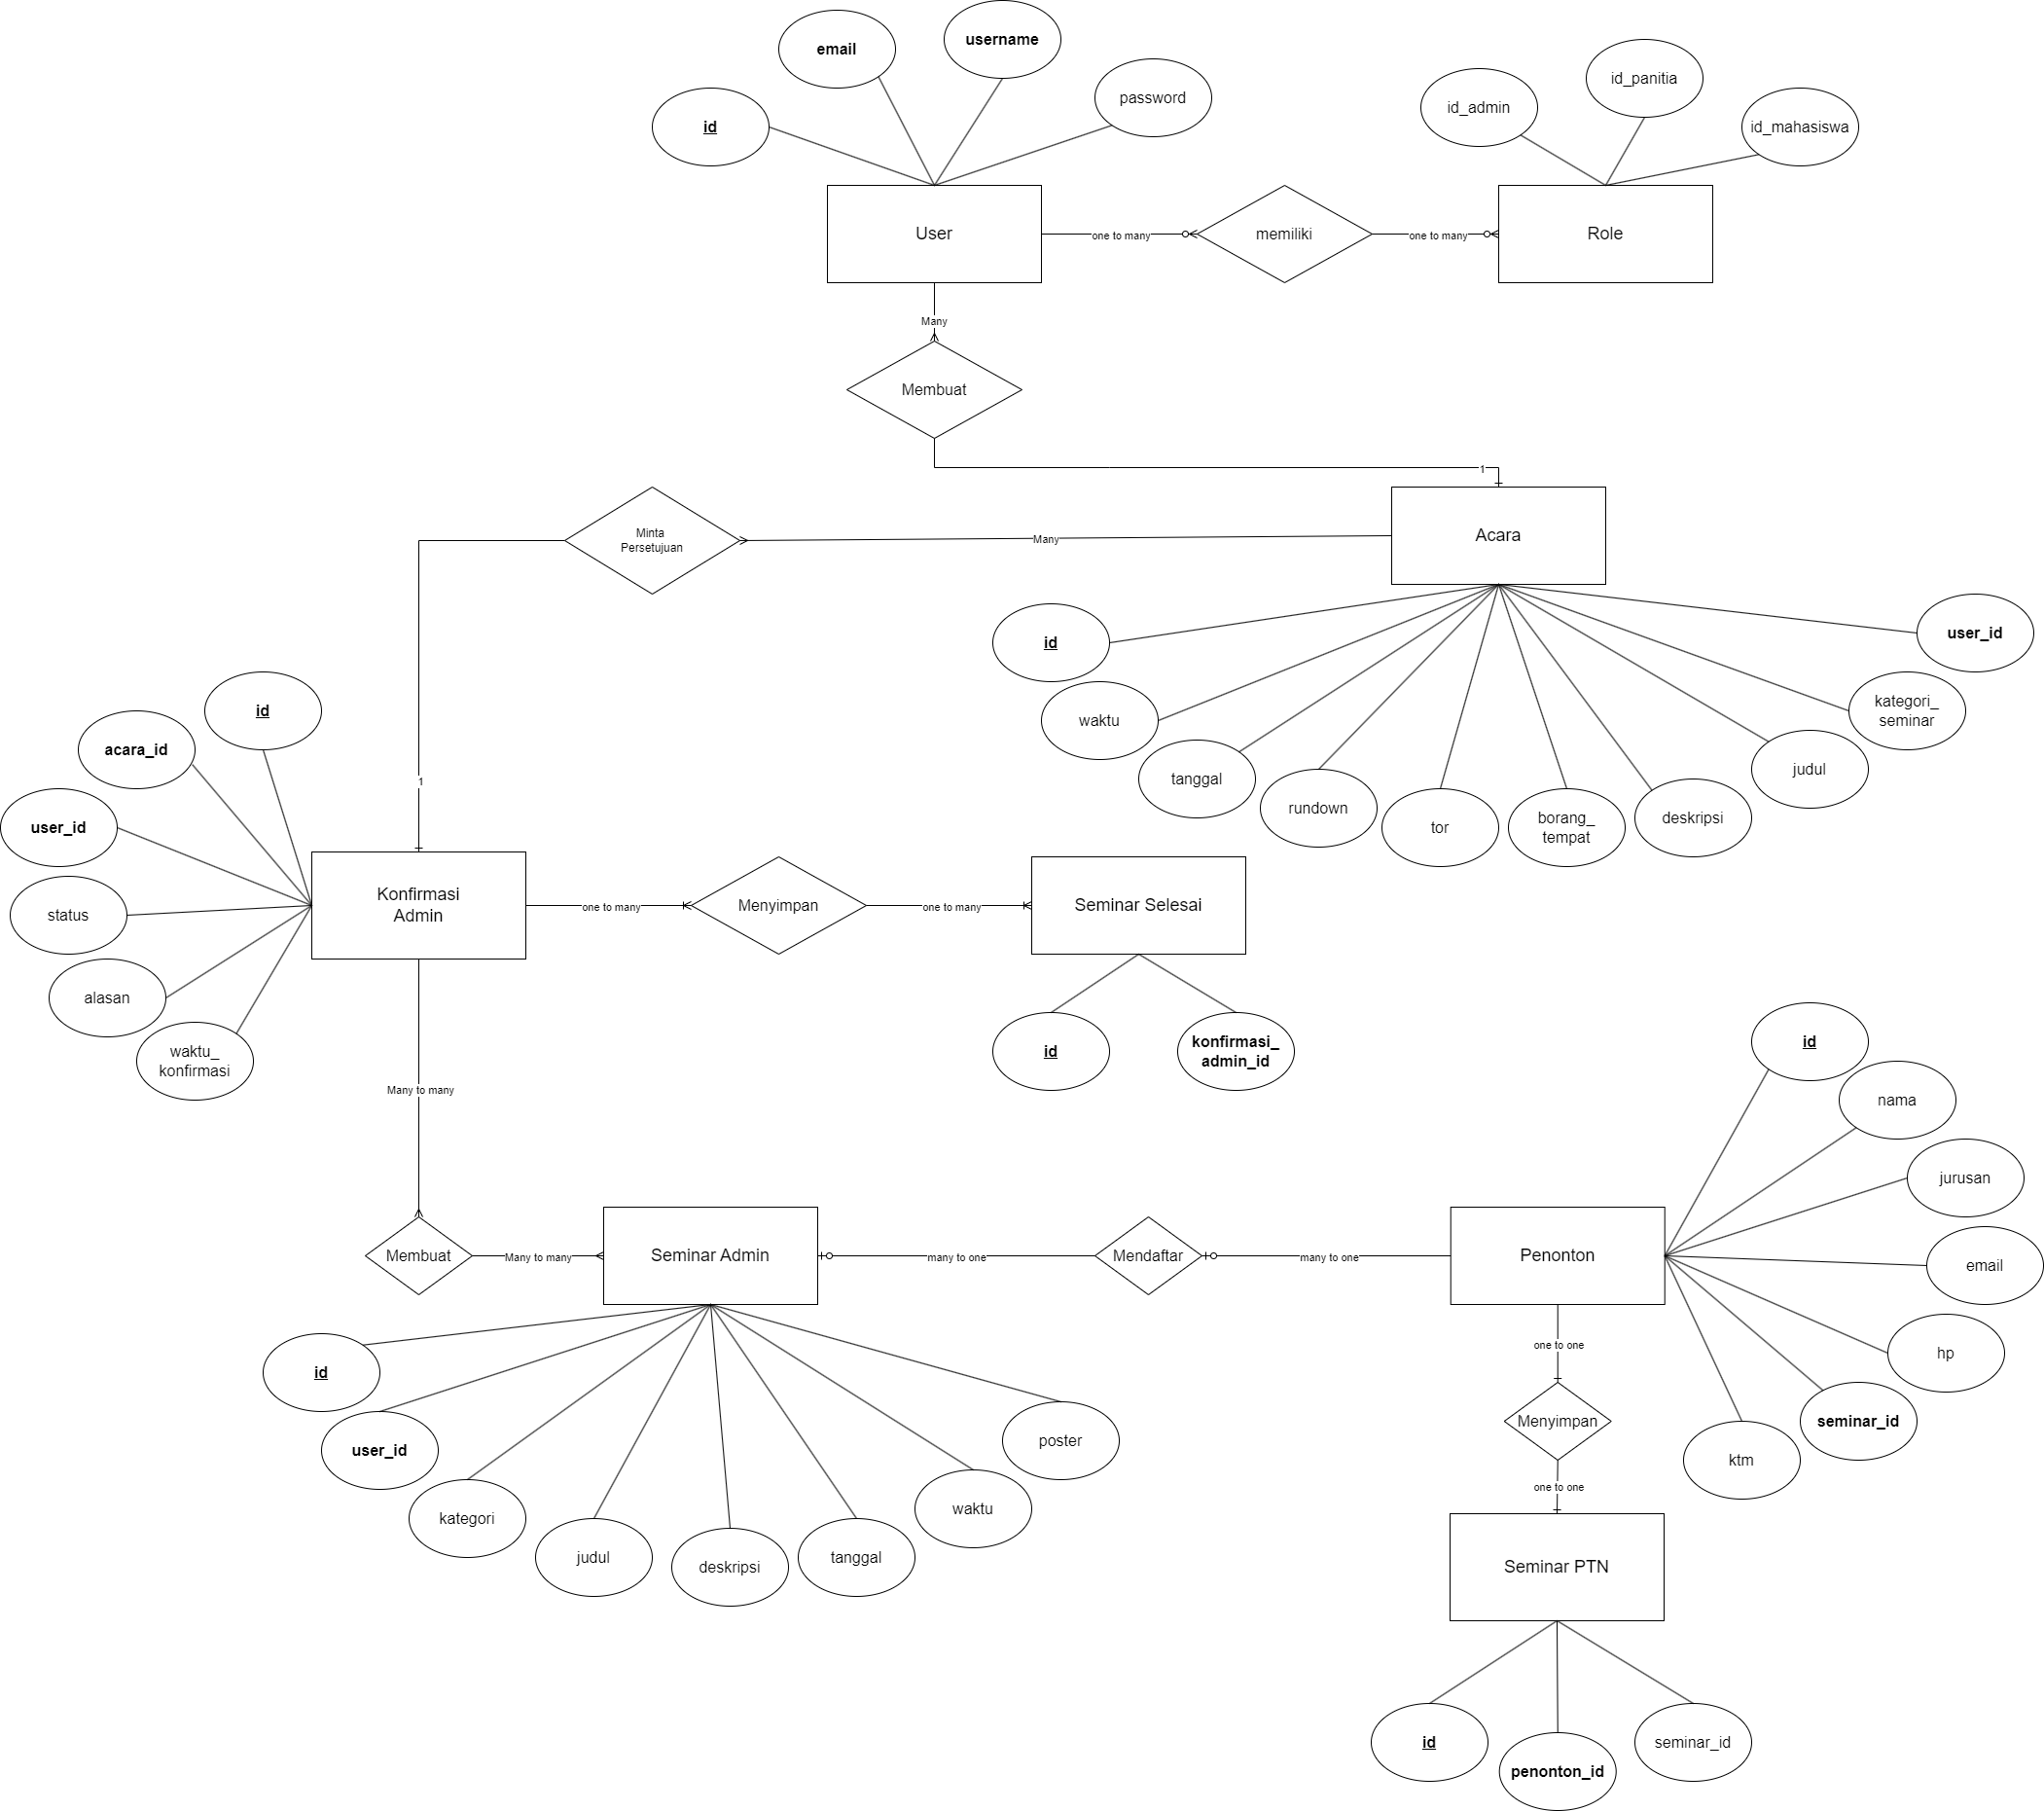 email
username
password
id
id_admin
id_panitia
id_mahasiswa
User
one to many
memiliki
one to many
Role
Many
Membuat
1
Minta
Persetujuan
Many
Acara
id
user_id
waktu
kategori_
seminar
tanggal
judul
rundown
tor
borang_
tempat
deskripsi
id
acara_id
user_id
1
status
alasan
waktu_
konfirmasi
Konfirmasi
Admin
one to many
Menyimpan
one to many
Seminar Selesai
id
konfirmasi_
admin_id
Many to many
Membuat
Many to many
Seminar Admin
many to one
Mendaftar
many to one
Penonton
id
nama
jurusan
email
hp
seminar_id
ktm
id
user_id
kategori
judul
deskripsi
tanggal
waktu
poster
one to one
Menyimpan
one to one
Seminar PTN
id
penonton_id
seminar_id